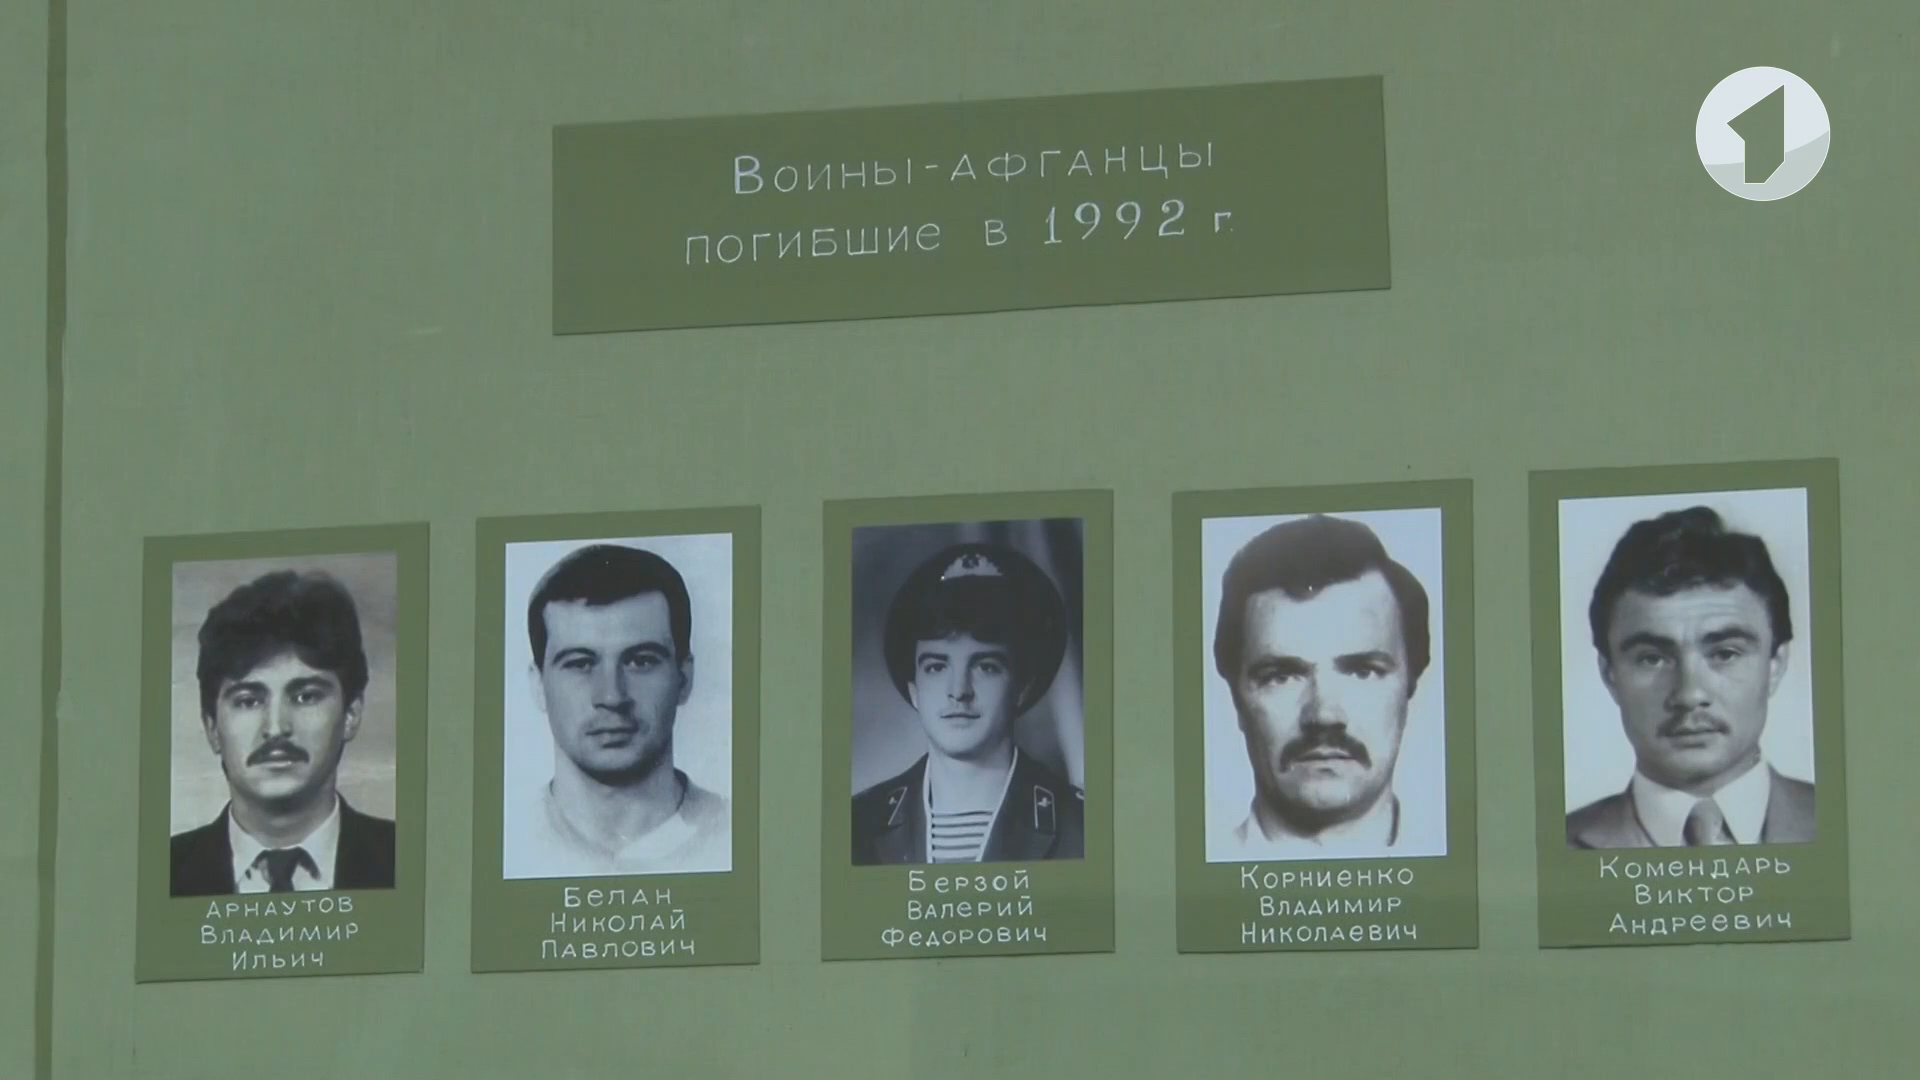 Воины-афганцы
погибшие в 1992 г.
Арнаутов
Владимир
Ильич
Белан
Николай
Павлович
Берзой
Валерий
Федорович
Корниенко
Владимир
Николаевич
Комендарь
Виктор
Андреевич
1